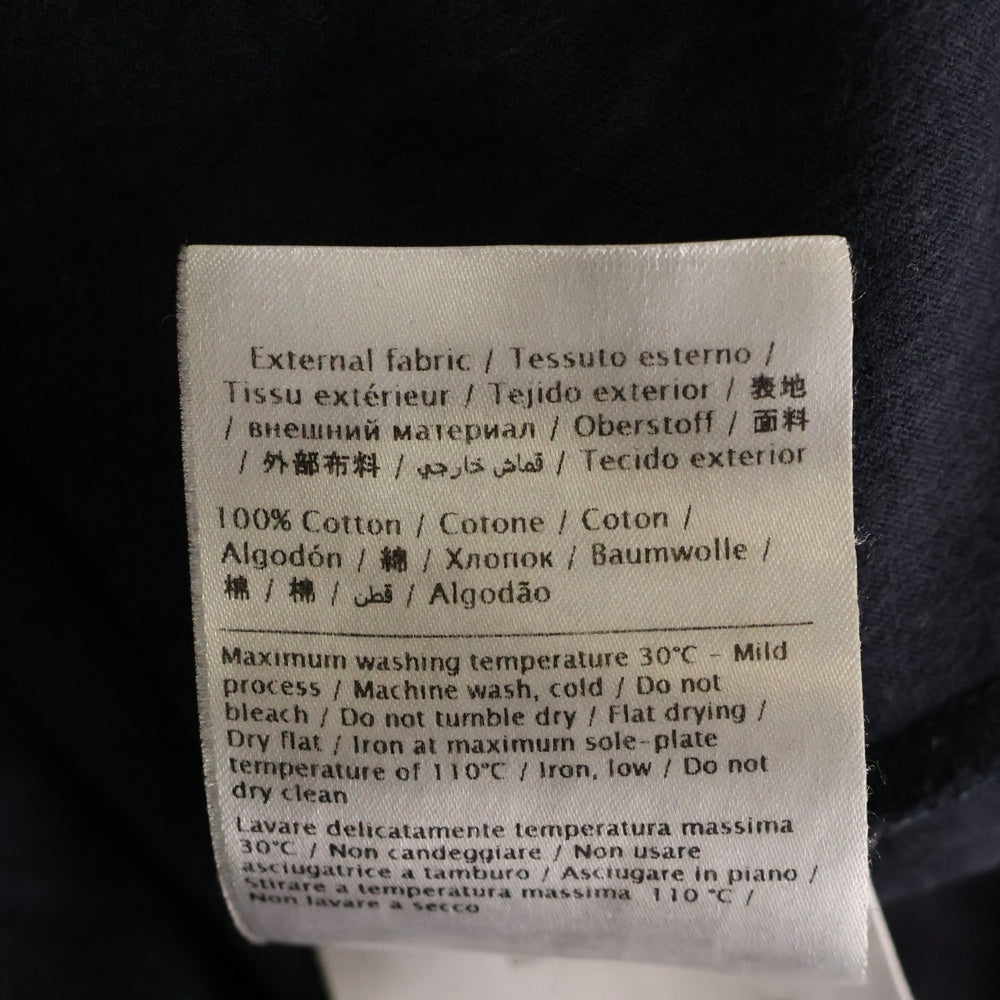 External fabric / Tessuto esterno /
Tissu extérieur / Tejido exterior / 表地
/ внешний материал / Oberstoff / 面料
/ 外部布料 / قماش خارجي / Tecido exterior
100% Cotton / Cotone / Coton /
Algodón / 綿 / Хлопок / Baumwolle /
棉 / 棉 / قطن / Algodão
Maximum washing temperature 30°C - Mild
process / Machine wash, cold / Do not
bleach / Do not tumble dry / Flat drying /
Dry flat / Iron at maximum sole-plate
temperature of 110°C / Iron, low / Do not
dry clean
Lavare delicatamente temperatura massima
30°C / Non candeggiare / Non usare
asciugatrice a tamburo / Asciugare in piano /
Stirare a temperatura massima 110 °C /
Non lavare a secco